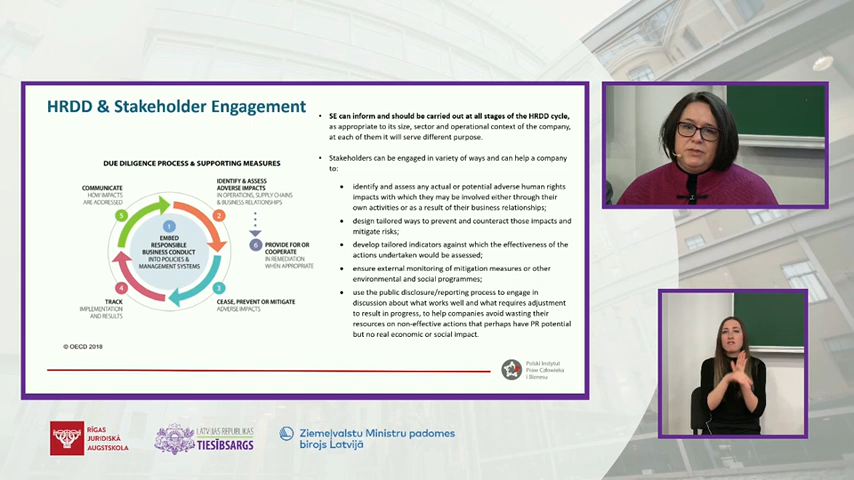 HRDD & Stakeholder Engagement
DUE DILIGENCE PROCESS & SUPPORTING MEASURES
COMMUNICATE
HOW IMPACTS
ARE ADDRESSED
5
IDENTIFY & ASSESS
ADVERSE IMPACTS
IN OPERATIONS, SUPPLY CHAINS
& BUSINESS RELATIONSHIPS
2
1
EMBED
RESPONSIBLE
BUSINESS CONDUCT
INTO POLICIES &
MANAGEMENT SYSTEMS
6
PROVIDE FOR OR
COOPERATE
IN REMEDIATION
WHEN APPROPRIATE
4
TRACK
IMPLEMENTATION
AND RESULTS
3
CEASE, PREVENT OR MITIGATE
ADVERSE IMPACTS
© OECD 2018
• SE can inform and should be carried out at all stages of the HRDD cycle,
as appropriate to its size, sector and operational context of the company,
at each of them it will serve different purpose.
• Stakeholders can be engaged in variety of ways and can help a company
to:
• identify and assess any actual or potential adverse human rights
impacts with which they may be involved either through their
own activities or as a result of their business relationships;
• design tailored ways to prevent and counteract those impacts and
mitigate risks;
• develop tailored indicators against which the effectiveness of the
actions undertaken would be assessed;
• ensure external monitoring of mitigation measures or other
environmental and social programmes;
• use the public disclosure/reporting process to engage in
discussion about what works well and what requires adjustment
to result in progress, to help companies avoid wasting their
resources on non-effective actions that perhaps have PR potential
but no real economic or social impact.
Polski Instytut
Praw Człowieka
i Biznesu
RĪGAS
JURIDISKĀ
AUGSTSKOLA
LATVIJAS REPUBLIKAS
TIESĪBSARGS
Ziemeļvalstu Ministru padomes
birojs Latvijā